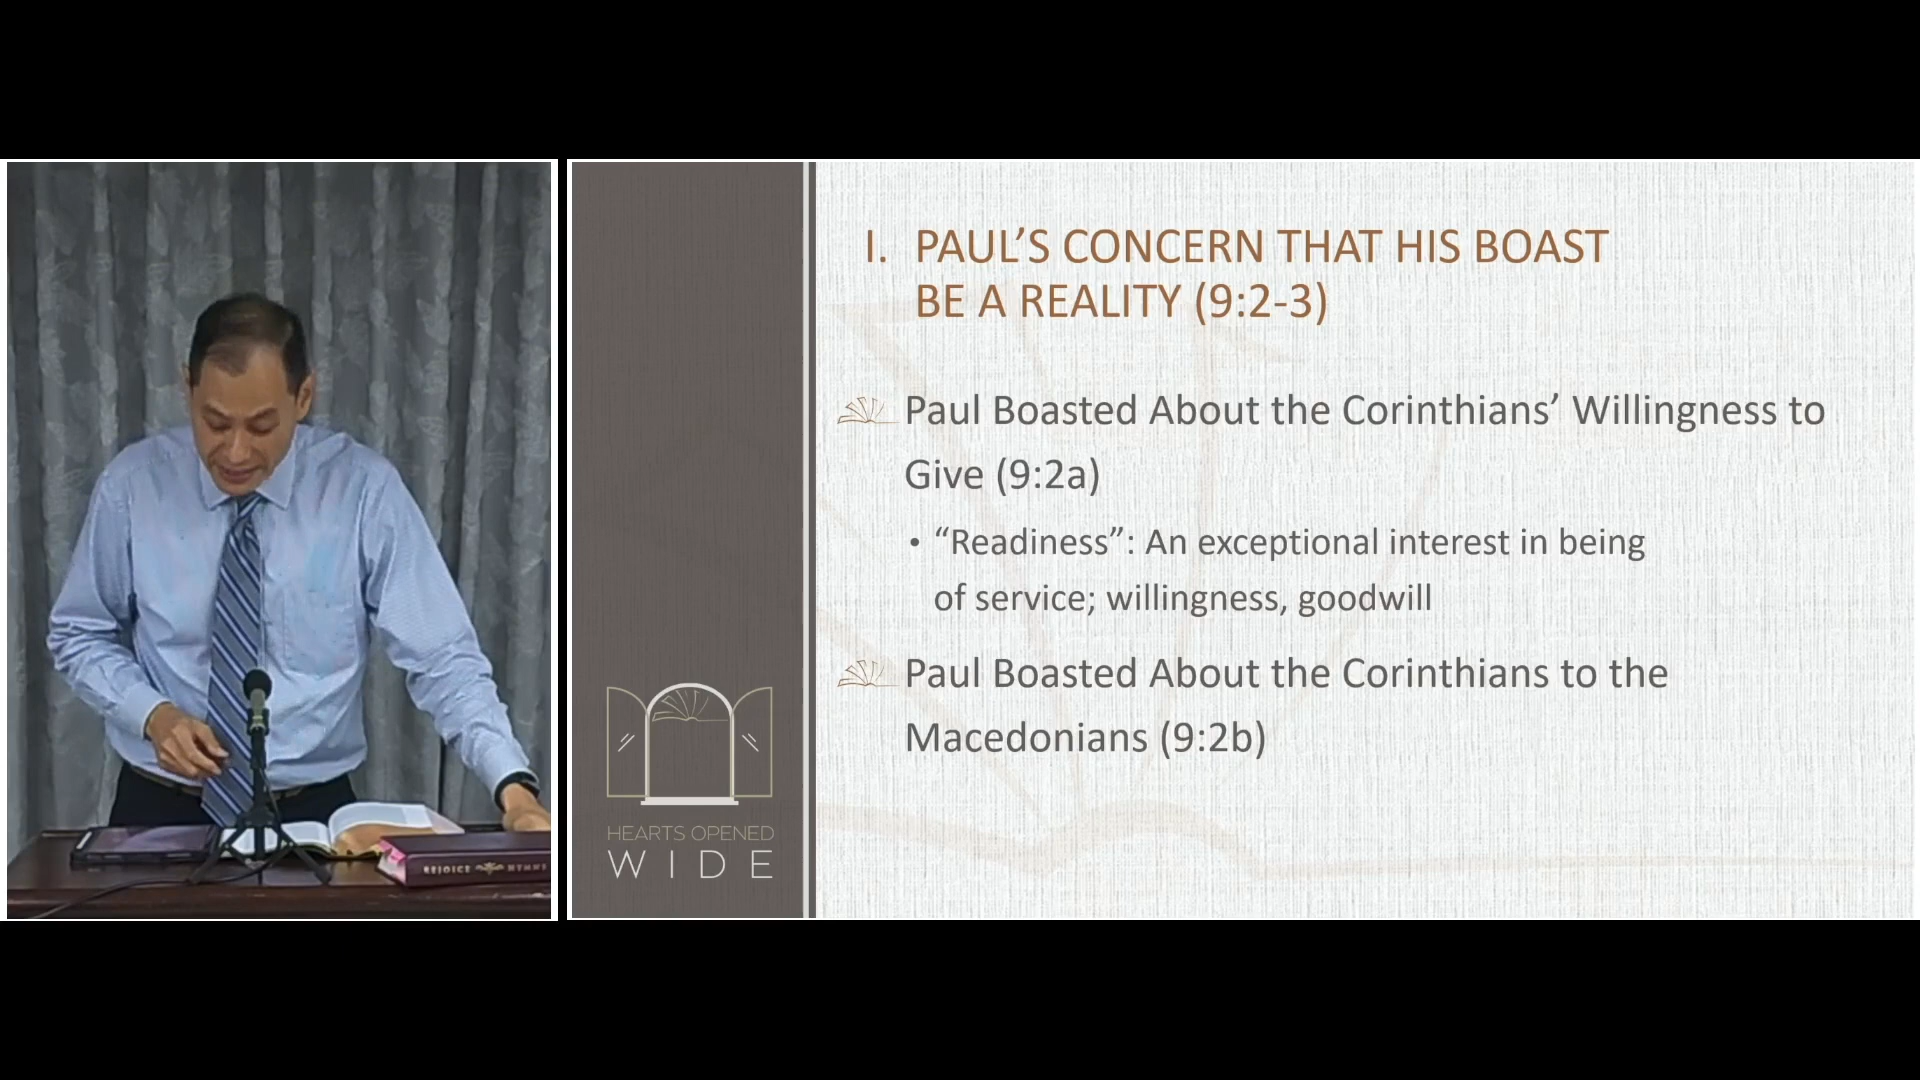 I. PAUL’S CONCERN THAT HIS BOAST
BE A REALITY (9:2-3)
Paul Boasted About the Corinthians’ Willingness to
Give (9:2a)
• “Readiness”: An exceptional interest in being
of service; willingness, goodwill
Paul Boasted About the Corinthians to the
Macedonians (9:2b)
HEARTS OPENED
WIDE
REJOICE HYMNS